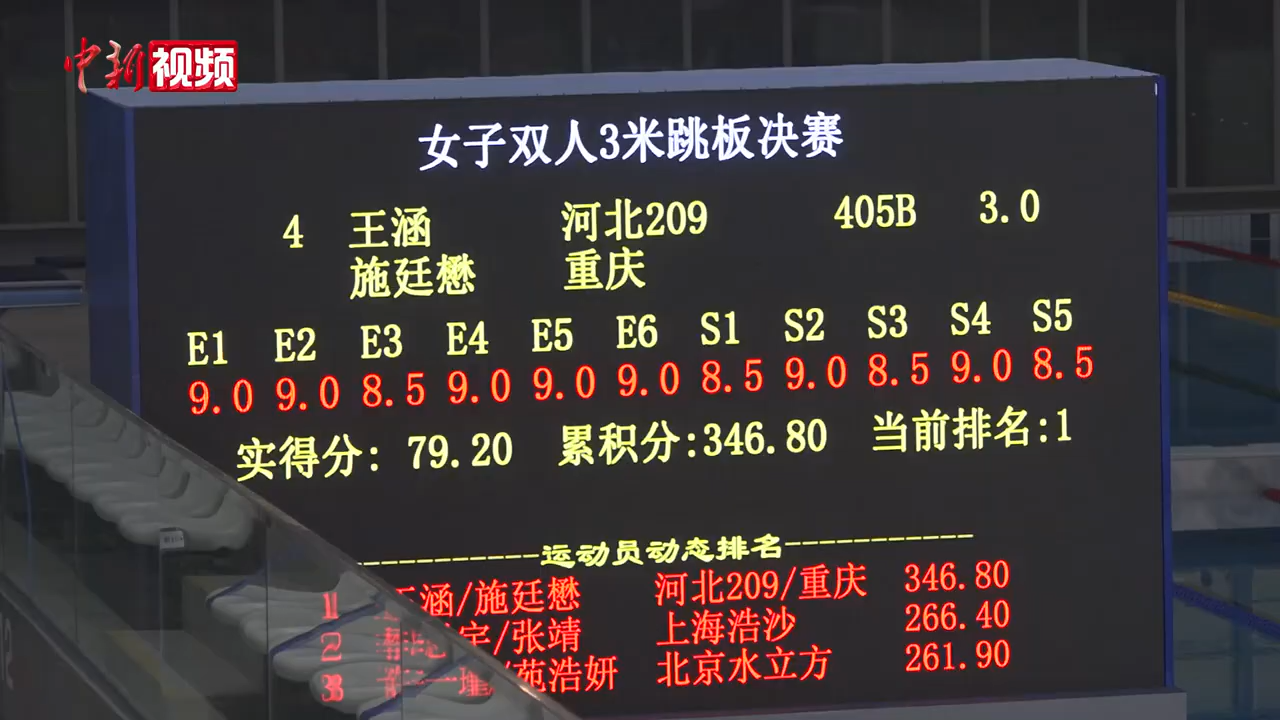 中新视频
女子双人3米跳板决赛
4 王涵 河北209 405B 3.0
施廷懋 重庆
E1 E2 E3 E4 E5 E6 S1 S2 S3 S4 S5
9.0 9.0 8.5 9.0 9.0 9.0 8.5 9.0 8.5 9.0 8.5
实得分: 79.20 累积分:346.80 当前排名:1
-----------运动员动态排名-----------
1 王涵/施廷懋 河北209/重庆 346.80
2 宇/张靖 上海浩沙 266.40
3 /苑浩妍 北京水立方 261.90